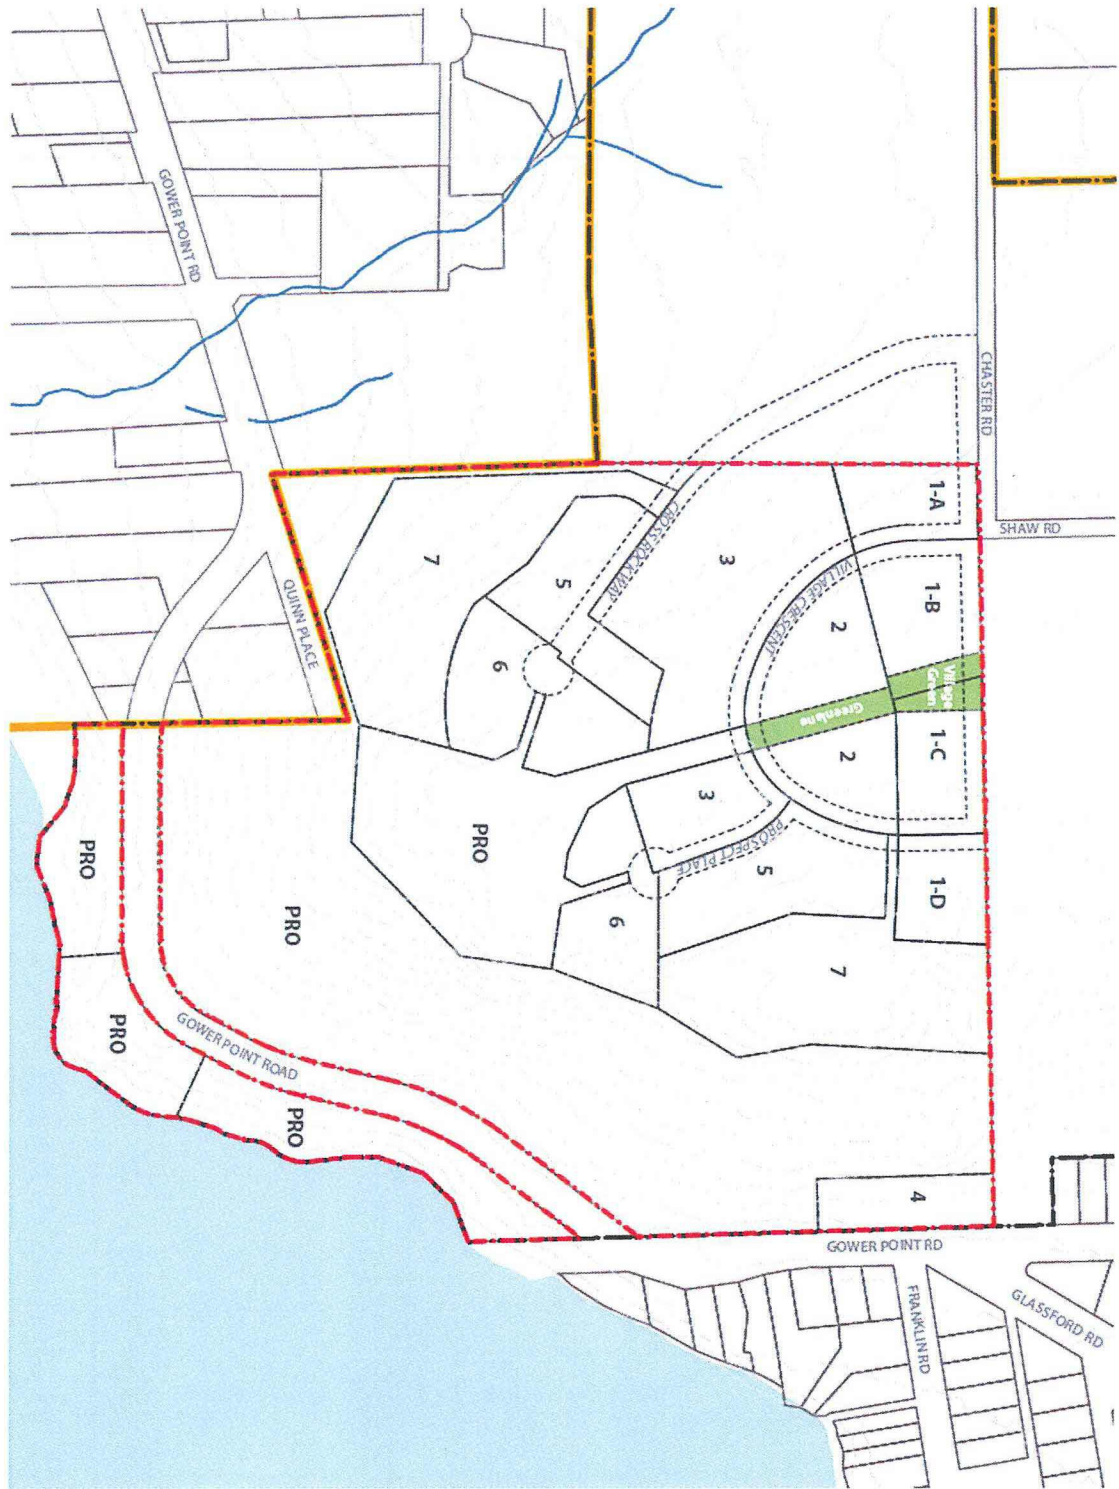 GOWER POINT RD
CHASTER RD
SHAW RD
1-A
CROSS ROCK WAY
7
5
3
VILLAGE CRESCENT
1-B
2
QUINN PLACE
6
Village
Green
Greenlane
1-C
2
3
PROSPECT PLACE
5
PRO
PRO
PRO
6
1-D
7
PRO
GOWER POINT ROAD
PRO
4
GOWER POINT RD
FRANKLIN RD
GLASSFORD RD